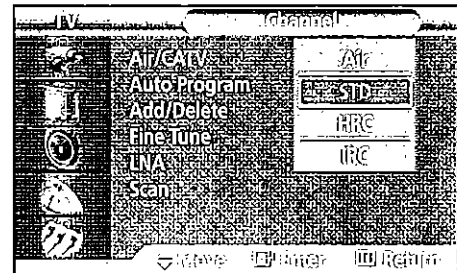 TV Channel
Air/CATV Air
Auto Program STD
Add/Delete HRC
Fine Tune IRC
LNA
Scan
Move Enter Return